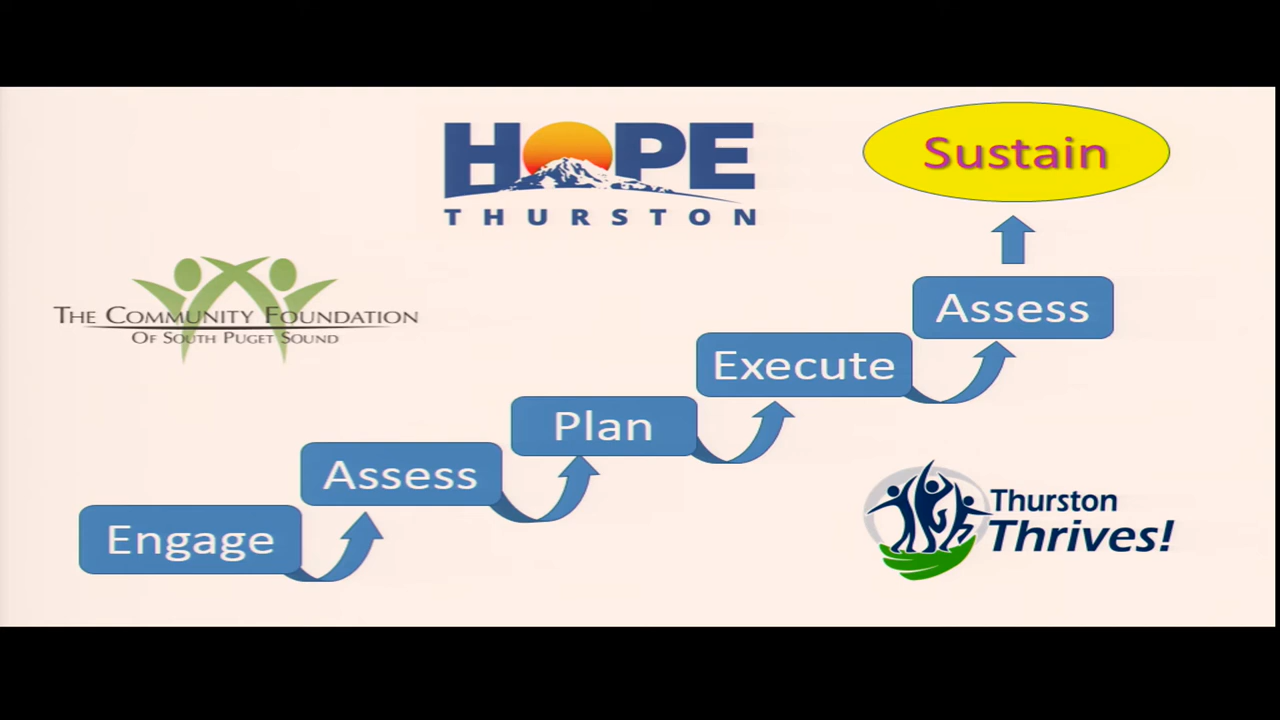 HOPE
THURSTON
Sustain
THE COMMUNITY FOUNDATION
OF SOUTH PUGET SOUND
Assess
Execute
Plan
Assess
Engage
Thurston
Thrives!